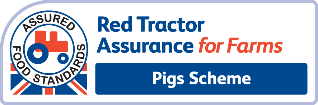 ASSURED
FOOD STANDARDS
Red Tractor
Assurance for Farms
Pigs Scheme